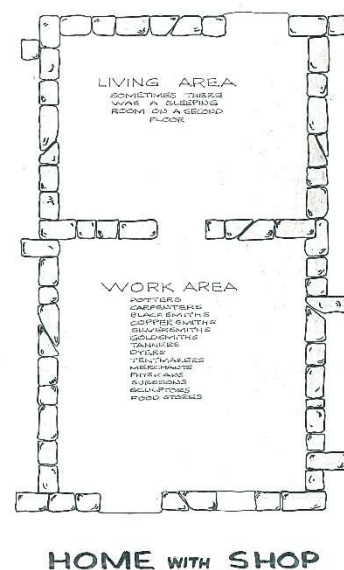 LIVING AREA
SOMETIMES THERE
WAS A SLEEPING
ROOM ON A SECOND
FLOOR
WORK AREA
POTTERS
CARPENTERS
BLACKSMITHS
COPPERSMITHS
SILVERSMITHS
GOLDSMITHS
TANNERS
DYERS
TENTMAKERS
MERCHANTS
PHYSICANS
SURGEONS
SCULPTORS
FOOD STORES
HOME WITH SHOP